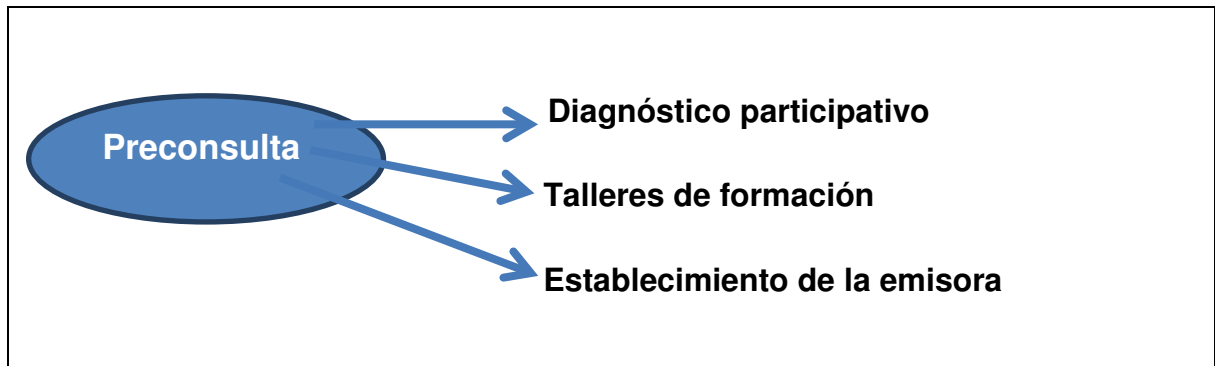 Diagnóstico participativo
Preconsulta
Talleres de formación
Establecimiento de la emisora